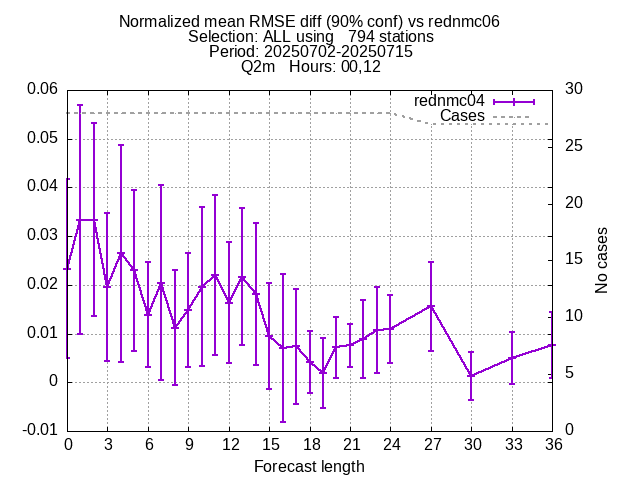 Normalized mean RMSE diff (90% conf) vs rednmc06
Selection: ALL using   794 stations
Period: 20250702-20250715
Q2m   Hours: 00,12
rednmc04
Cases
0.06
0.05
0.04
0.03
0.02
0.01
0
-0.01
30
25
20
15
10
5
0
No cases
0 3 6 9 12 15 18 21 24 27 30 33 36
Forecast length